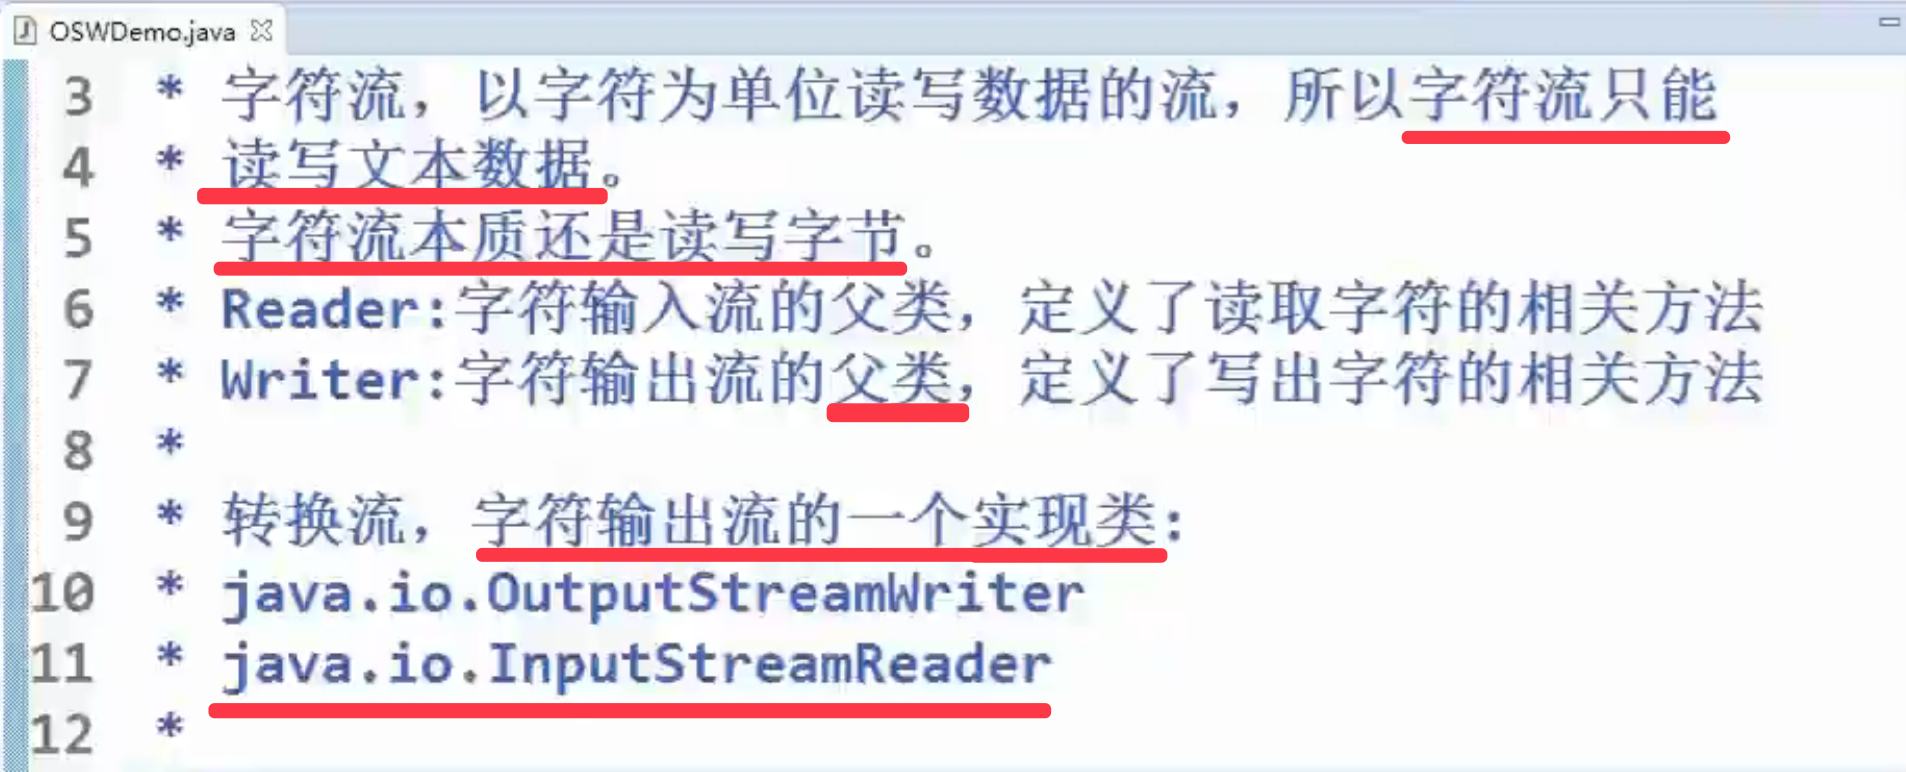 OSWDemo.java
3 * 字符流，以字符为单位读写数据的流，所以字符流只能
4 * 读写文本数据。
5 * 字符流本质还是读写字节。
6 * Reader:字符输入流的父类，定义了读取字符的相关方法
7 * Writer:字符输出流的父类，定义了写出字符的相关方法
8 *
9 * 转换流，字符输出流的一个实现类:
10 * java.io.OutputStreamWriter
11 * java.io.InputStreamReader
12 *